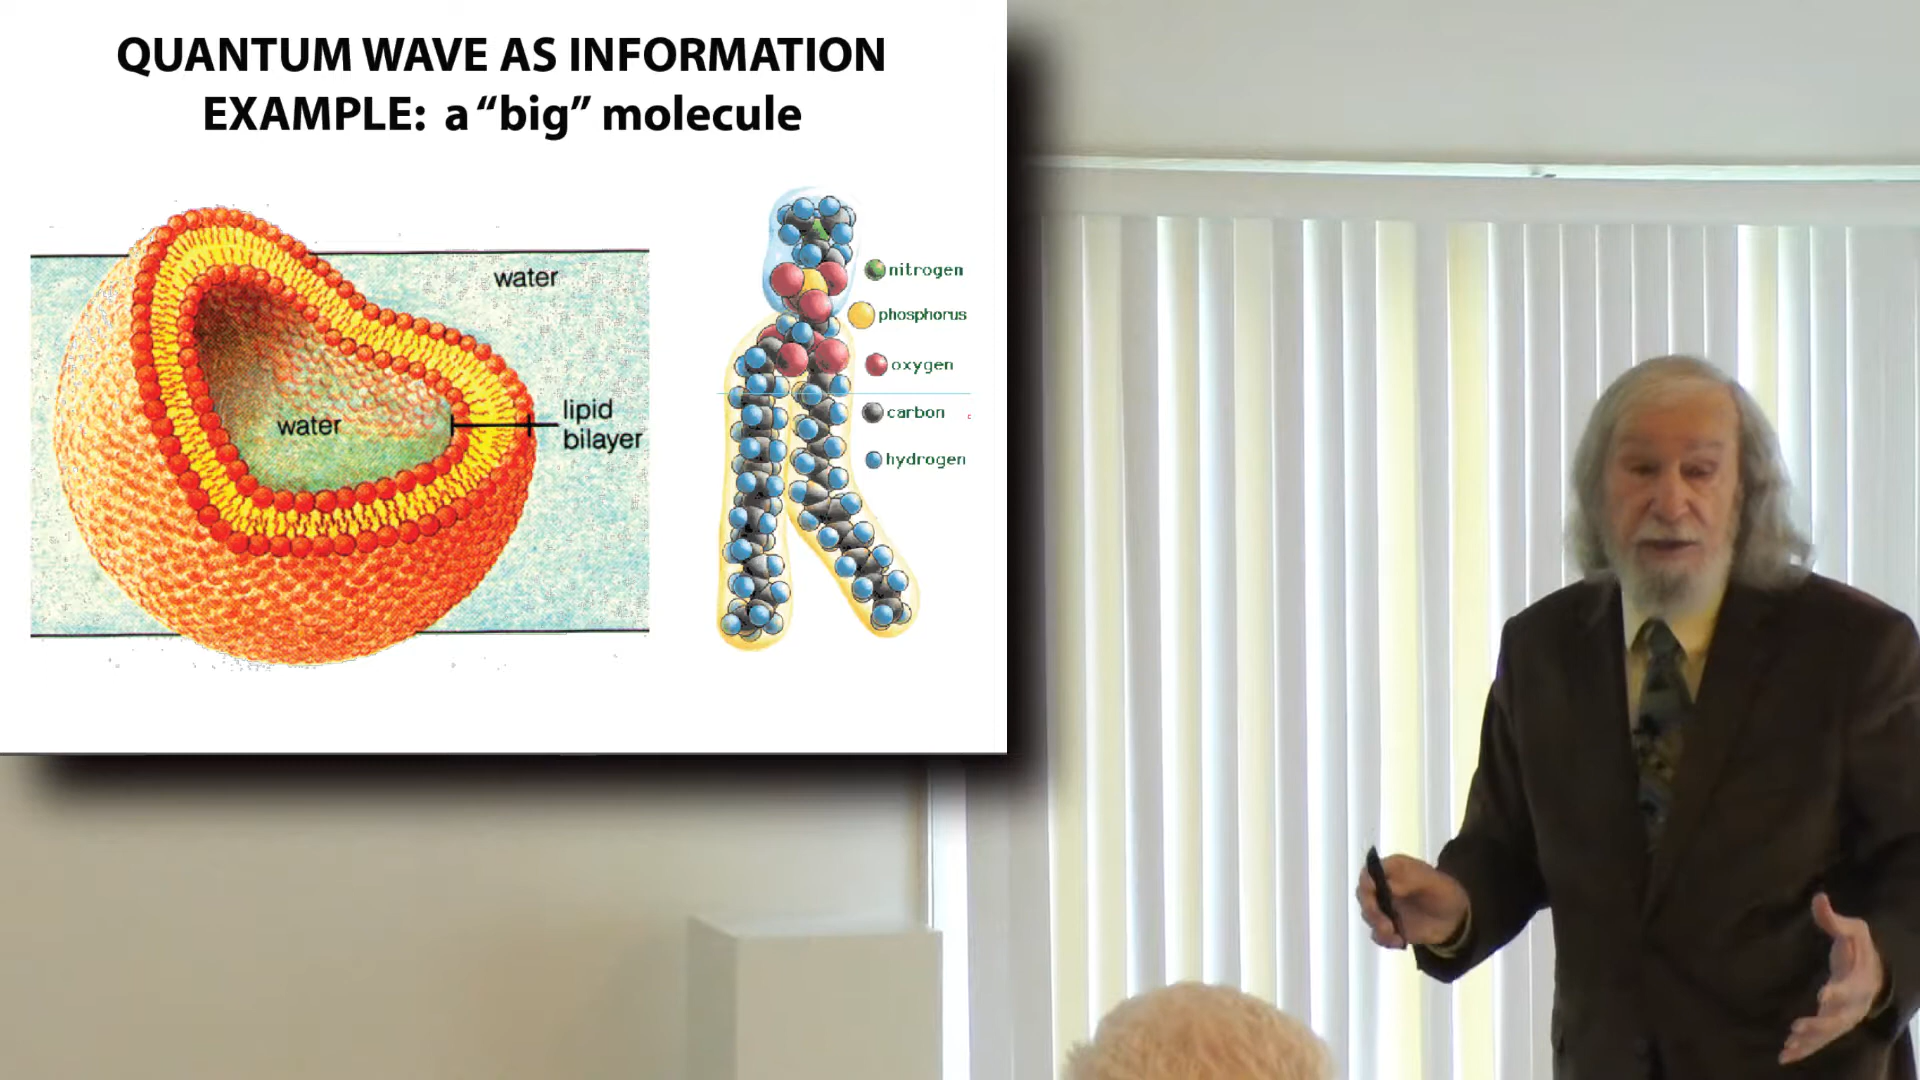 QUANTUM WAVE AS INFORMATION
EXAMPLE: a “big” molecule
water
water
lipid
bilayer
nitrogen
phosphorus
oxygen
carbon
hydrogen
c